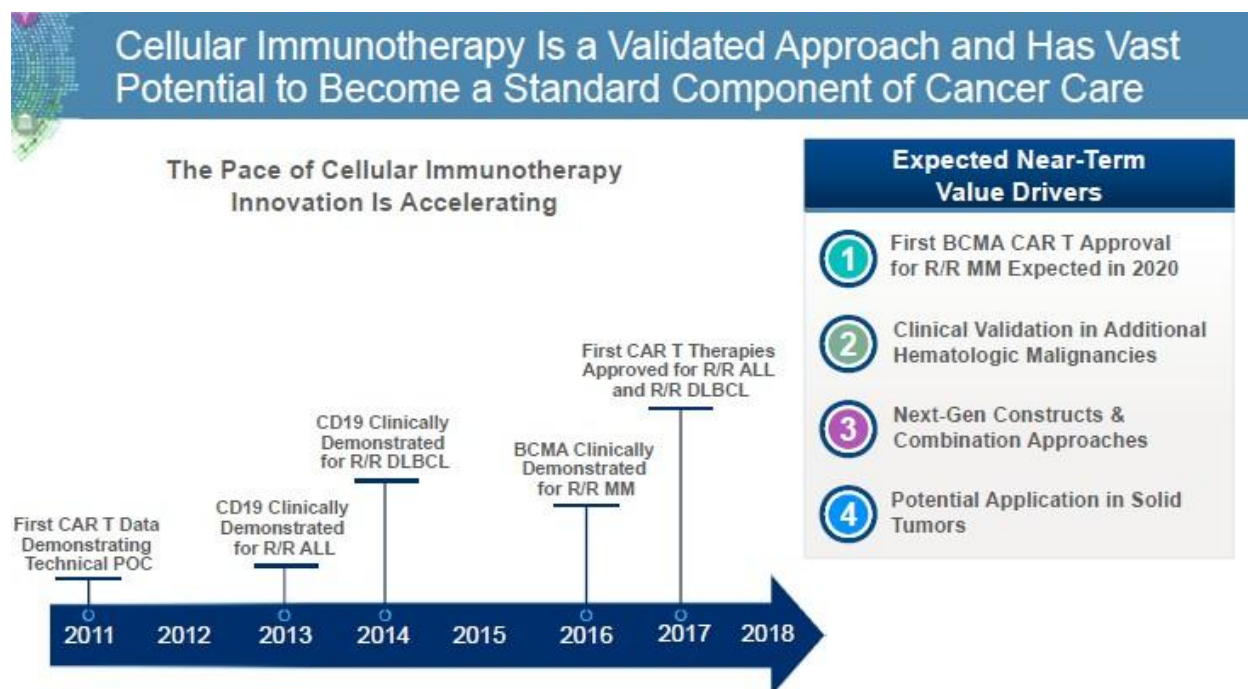 Cellular Immunotherapy Is a Validated Approach and Has Vast
Potential to Become a Standard Component of Cancer Care
The Pace of Cellular Immunotherapy
Innovation Is Accelerating
First CAR T Data
Demonstrating
Technical POC
CD19 Clinically
Demonstrated
for R/R ALL
CD19 Clinically
Demonstrated
for R/R DLBCL
BCMA Clinically
Demonstrated
for R/R MM
First CAR T Therapies
Approved for R/R ALL
and R/R DLBCL
2011 2012 2013 2014 2015 2016 2017 2018
Expected Near-Term
Value Drivers
1 First BCMA CAR T Approval
for R/R MM Expected in 2020
2 Clinical Validation in Additional
Hematologic Malignancies
3 Next-Gen Constructs &
Combination Approaches
4 Potential Application in Solid
Tumors